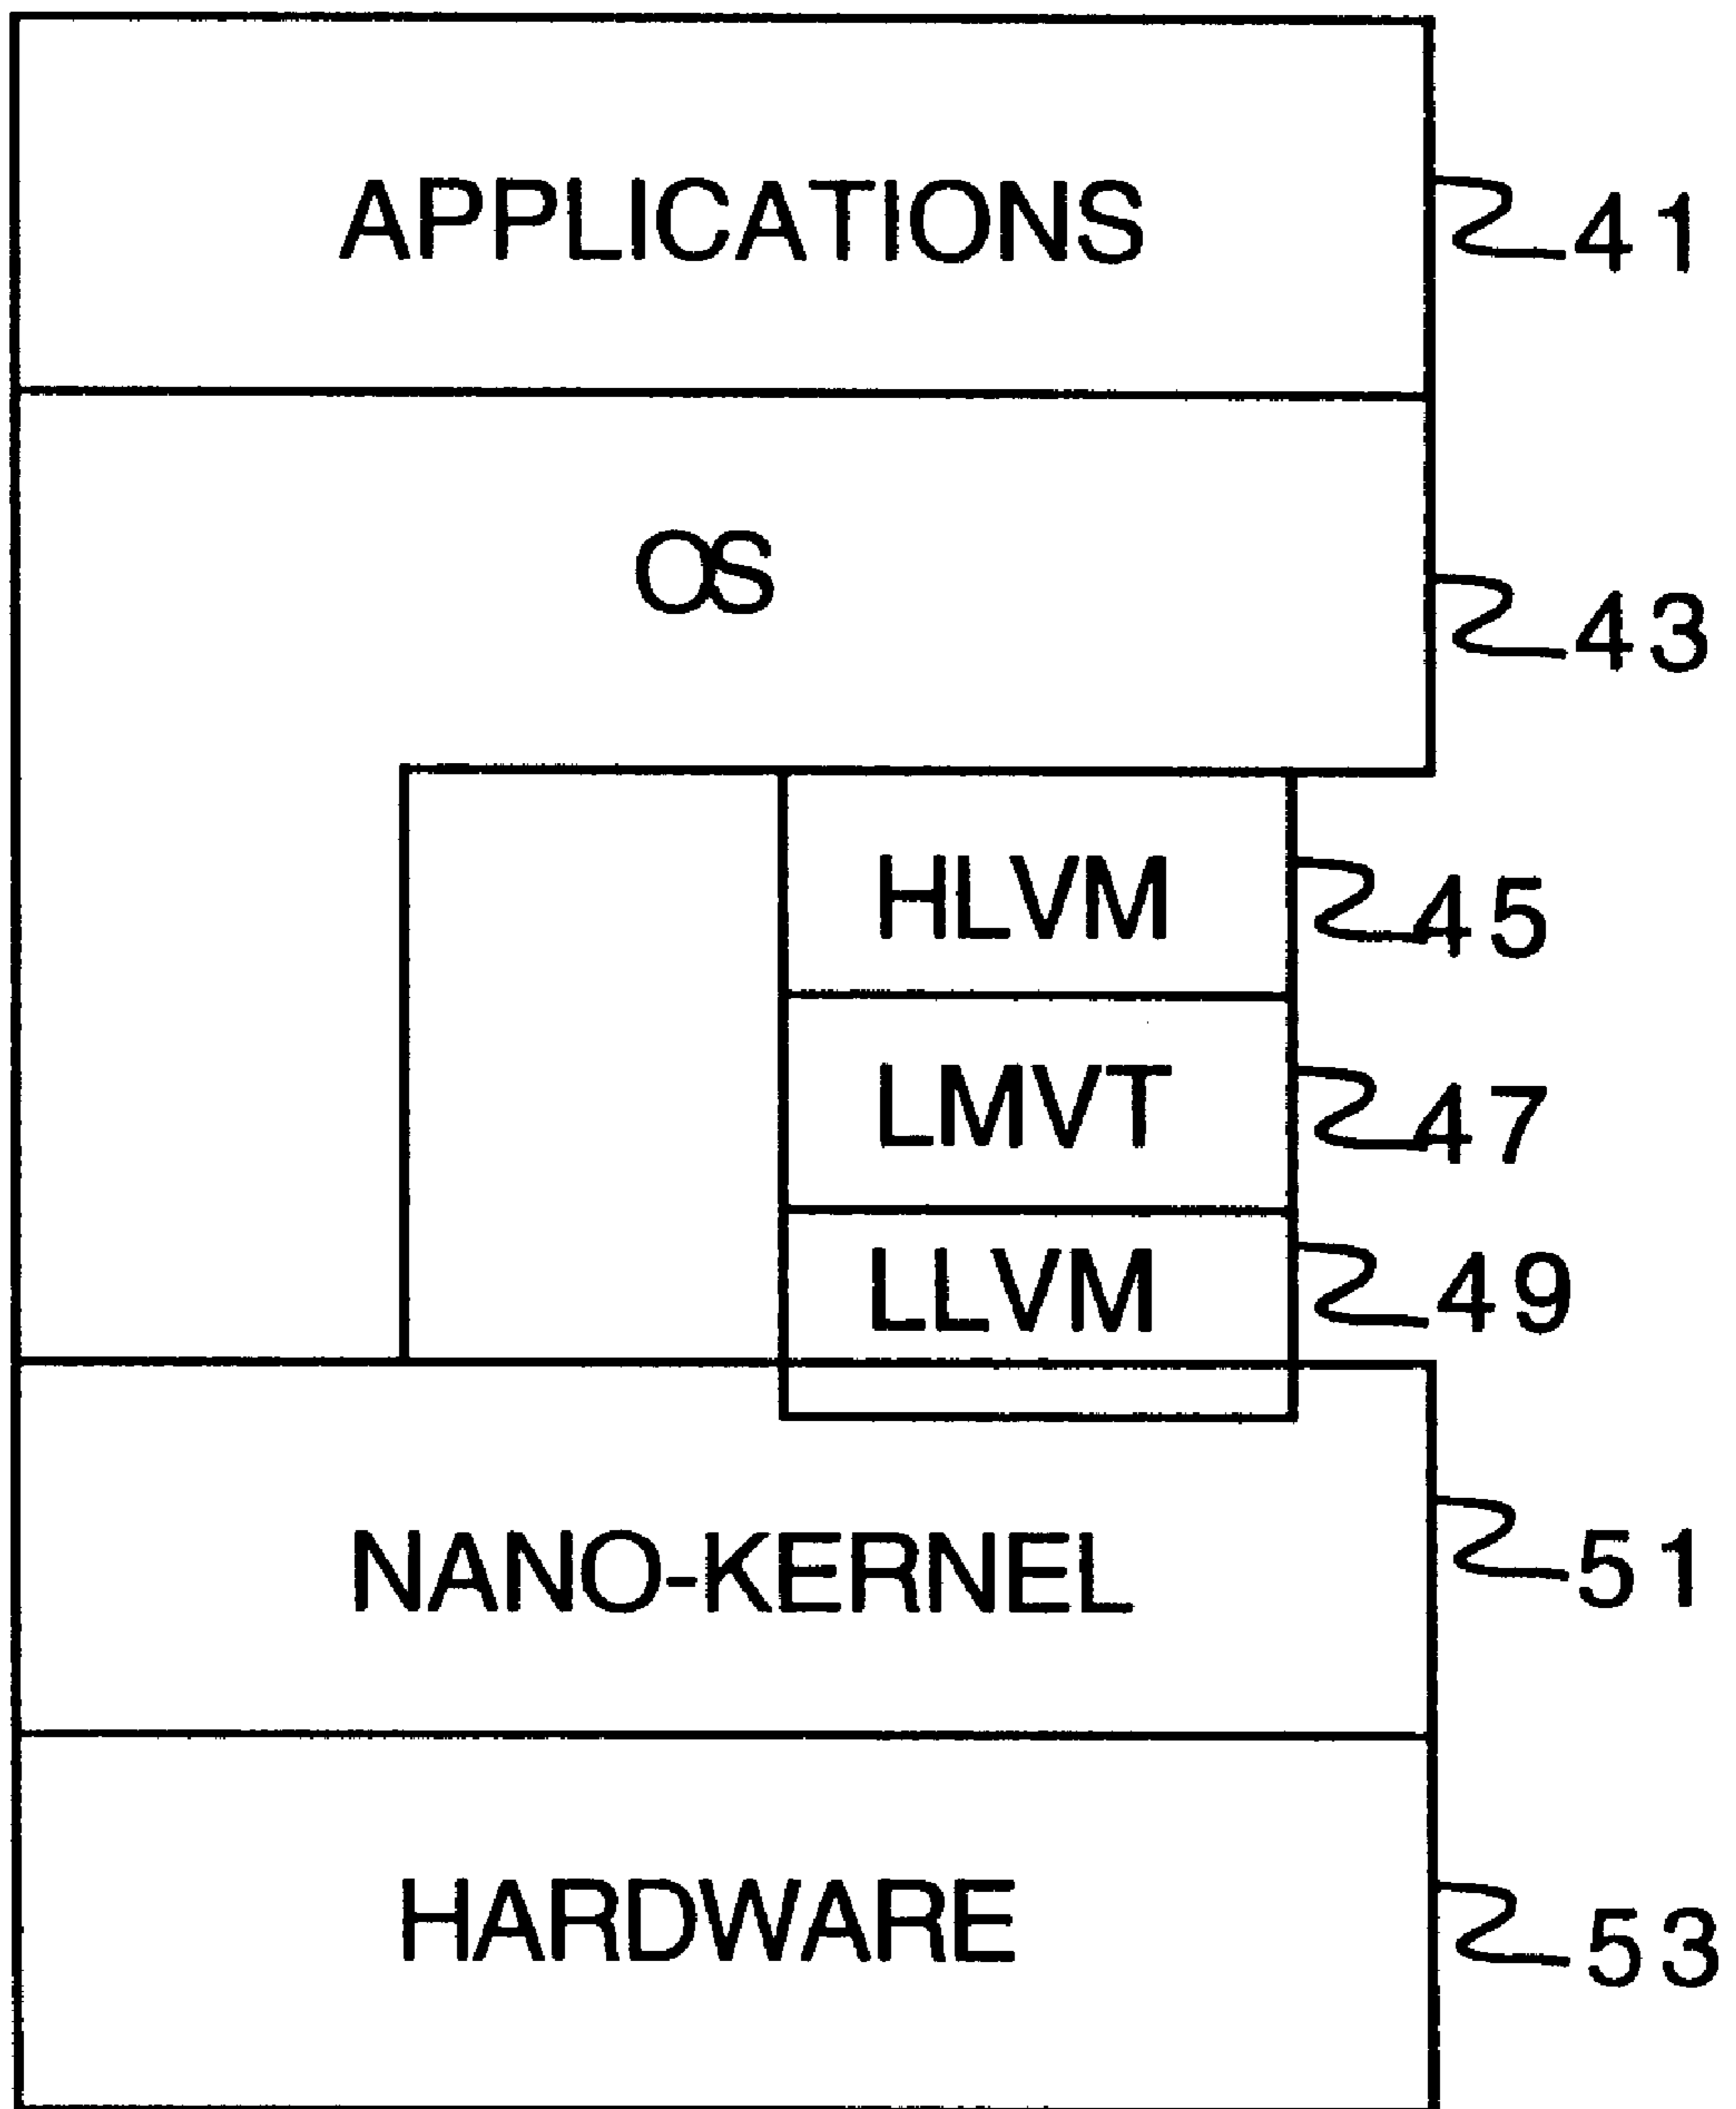 APPLICATIONS 41
OS 43
HLVM 45
LMVT 47
LLVM 49
NANO-KERNEL 51
HARDWARE 53